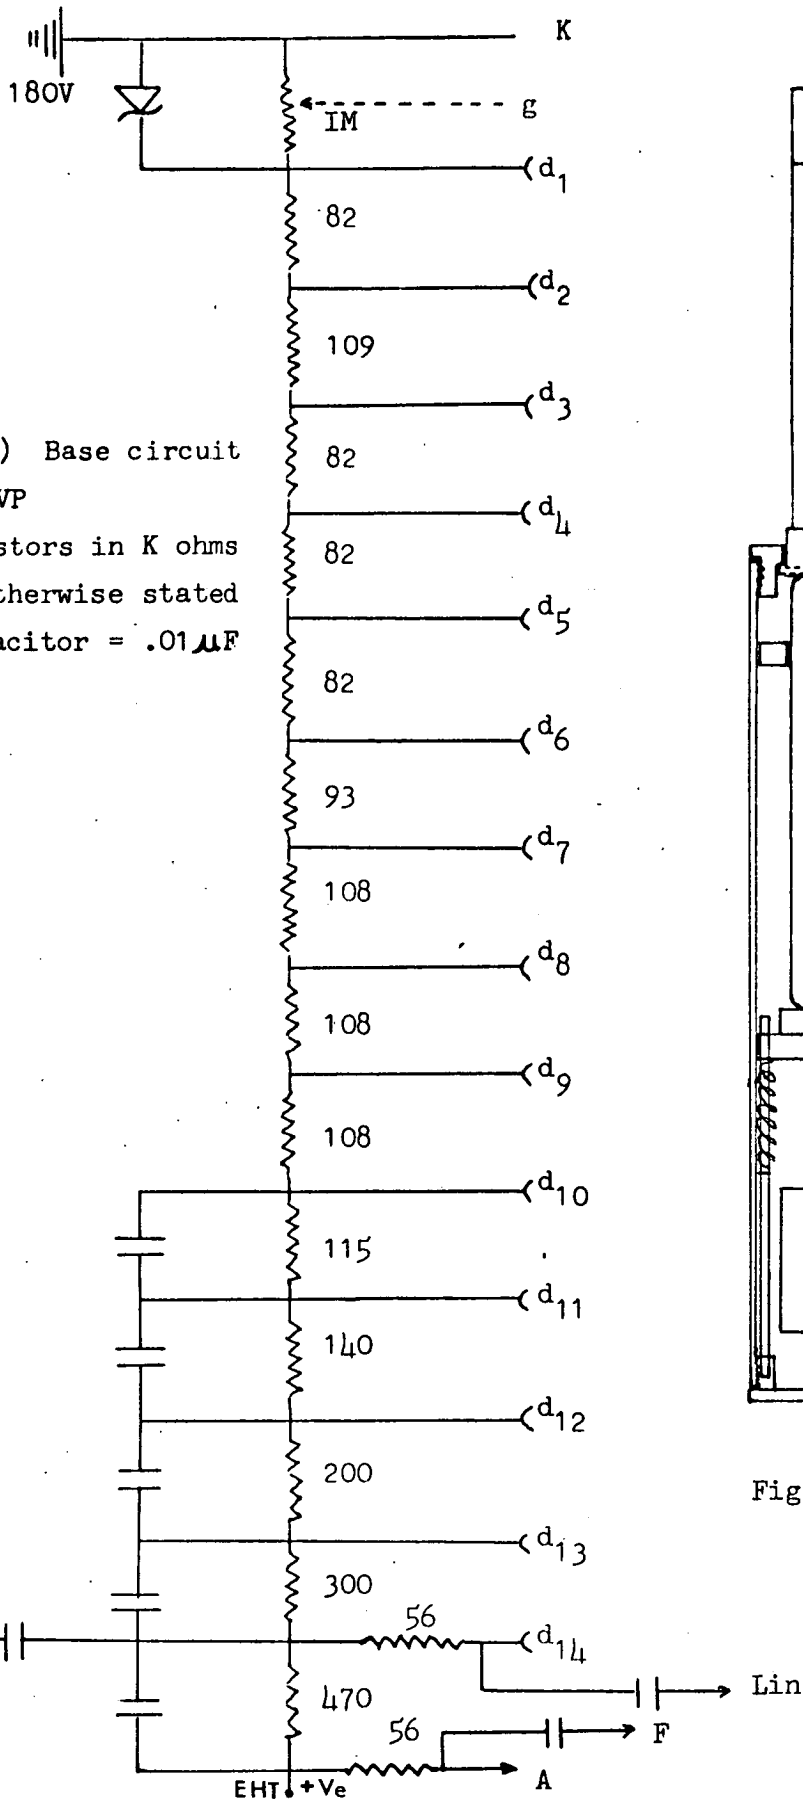 K
180V
IM
g
d1
82
d2
109
d3
) Base circuit
82
VP
d4
stors in K ohms
82
therwise stated
d5
acitor = .01 µF
82
d6
93
d7
108
d8
108
d9
108
d10
115
d11
140
d12
200
Fig
d13
300
56
d14
470
Lin
56
F
A
EHT +Ve